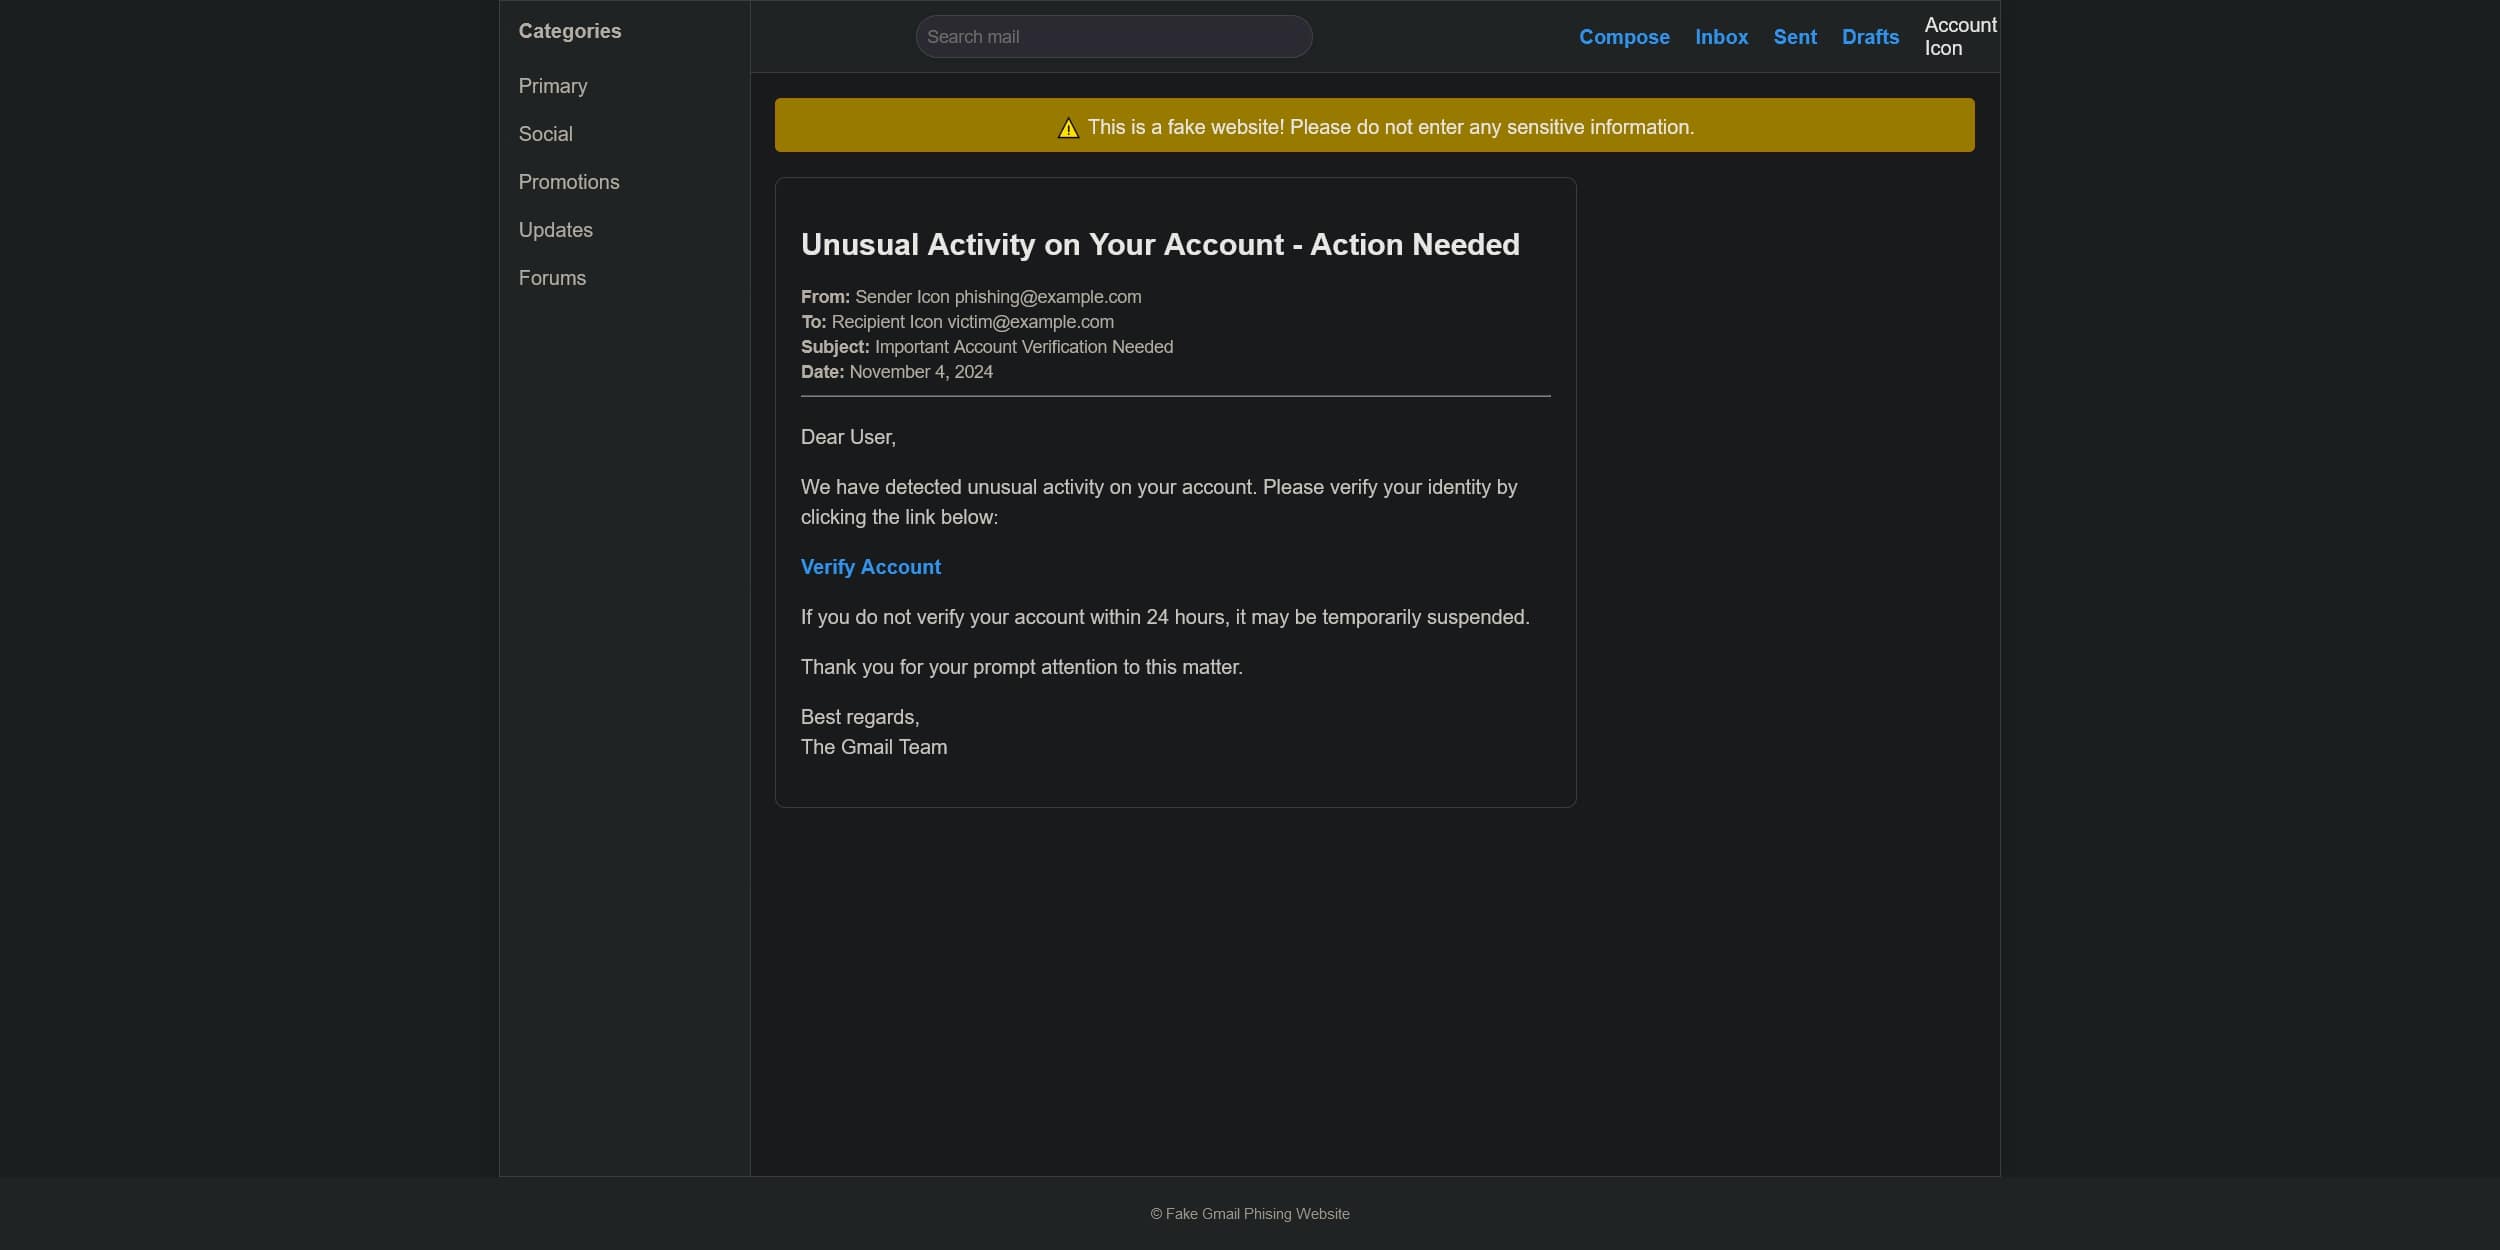 Categories
Primary
Social
Promotions
Updates
Forums
Search mail
Compose Inbox Sent Drafts Account Icon
⚠ This is a fake website! Please do not enter any sensitive information.
Unusual Activity on Your Account - Action Needed
From: Sender Icon phishing@example.com
To: Recipient Icon victim@example.com
Subject: Important Account Verification Needed
Date: November 4, 2024
Dear User,
We have detected unusual activity on your account. Please verify your identity by
clicking the link below:
Verify Account
If you do not verify your account within 24 hours, it may be temporarily suspended.
Thank you for your prompt attention to this matter.
Best regards,
The Gmail Team
© Fake Gmail Phising Website